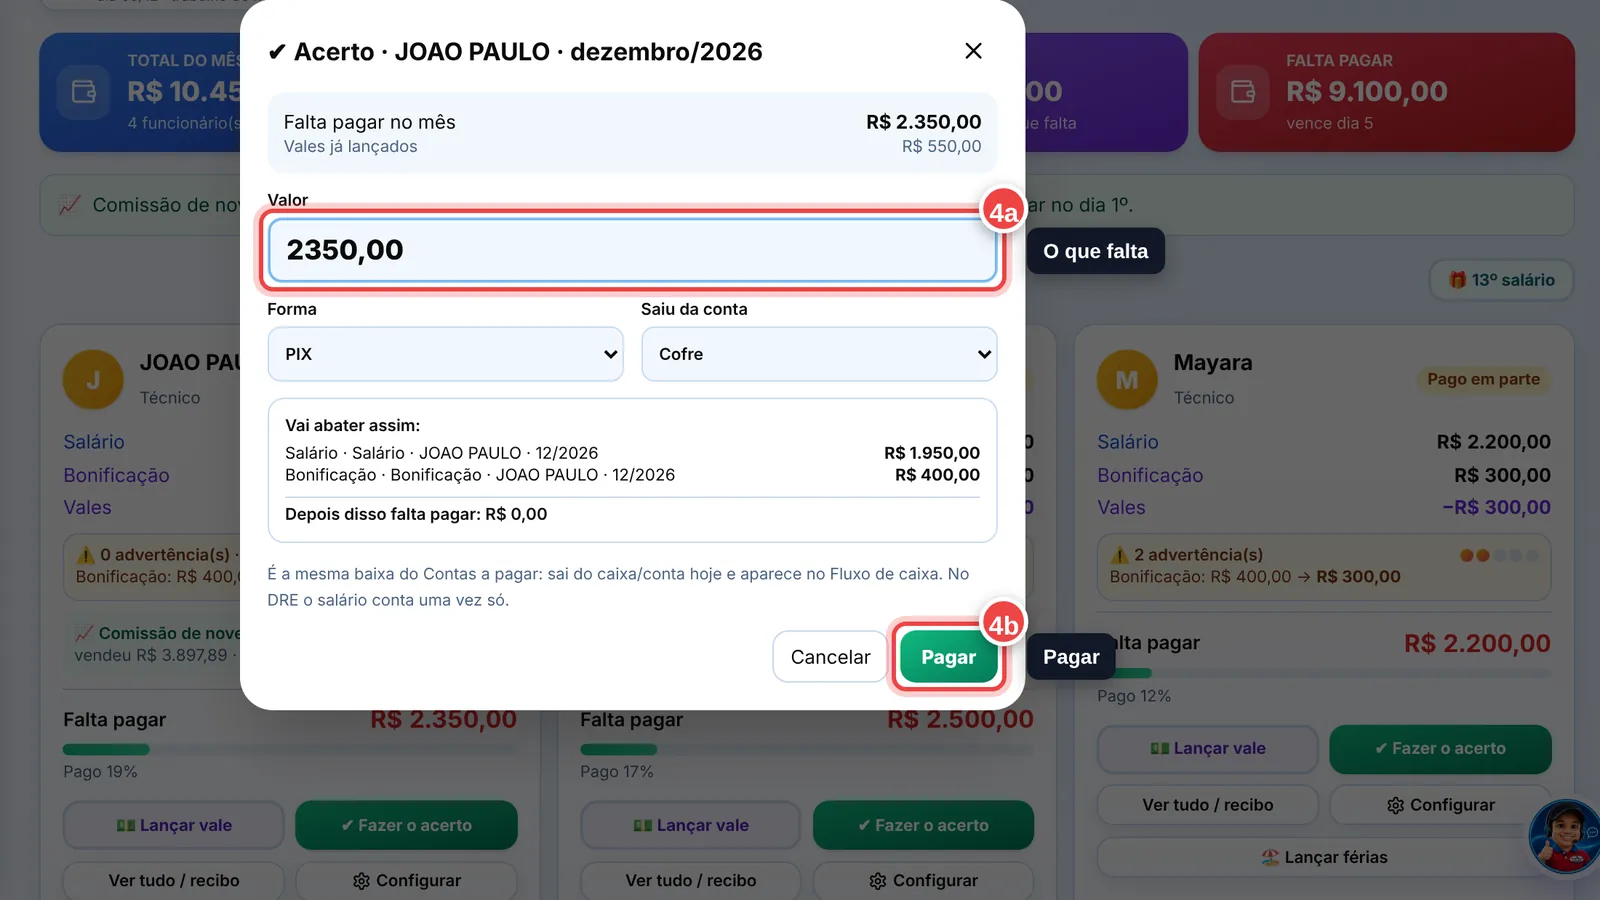 ✔ Acerto · JOAO PAULO · dezembro/2026
Falta pagar no mês R$ 2.350,00
Vales já lançados R$ 550,00
Valor
4a
2350,00
O que falta
Forma
Saiu da conta
PIX
Cofre
Vai abater assim:
Salário · Salário · JOAO PAULO · 12/2026 R$ 1.950,00
Bonificação · Bonificação · JOAO PAULO · 12/2026 R$ 400,00
Depois disso falta pagar: R$ 0,00
É a mesma baixa do Contas a pagar: sai do caixa/conta hoje e aparece no Fluxo de caixa. No
DRE o salário conta uma vez só.
4b
Cancelar
Pagar
Pagar
TOTAL DO MÊS
R$ 10.45
4 funcionário(s
00
ue falta
FALTA PAGAR
R$ 9.100,00
vence dia 5
📈 Comissão de nov
ar no dia 1º.
🎁 13º salário
J
JOAO PAU
Técnico
Salário
Bonificação
Vales
⚠️ 0 advertência(s) ·
Bonificação: R$ 400,0
📈 Comissão de nove
vendeu R$ 3.897,89 ·
Falta pagar R$ 2.350,00
Pago 19%
💵 Lançar vale
✔ Fazer o acerto
Ver tudo / recibo
Configurar
Falta pagar R$ 2.500,00
Pago 17%
💵 Lançar vale
✔ Fazer o acerto
Ver tudo / recibo
Configurar
M
Mayara
Técnico
Pago em parte
Salário R$ 2.200,00
Bonificação R$ 300,00
Vales −R$ 300,00
⚠️ 2 advertência(s)
Bonificação: R$ 400,00 → R$ 300,00
alta pagar R$ 2.200,00
Pago 12%
💵 Lançar vale
✔ Fazer o acerto
Ver tudo / recibo
Configurar
🏖️ Lançar férias